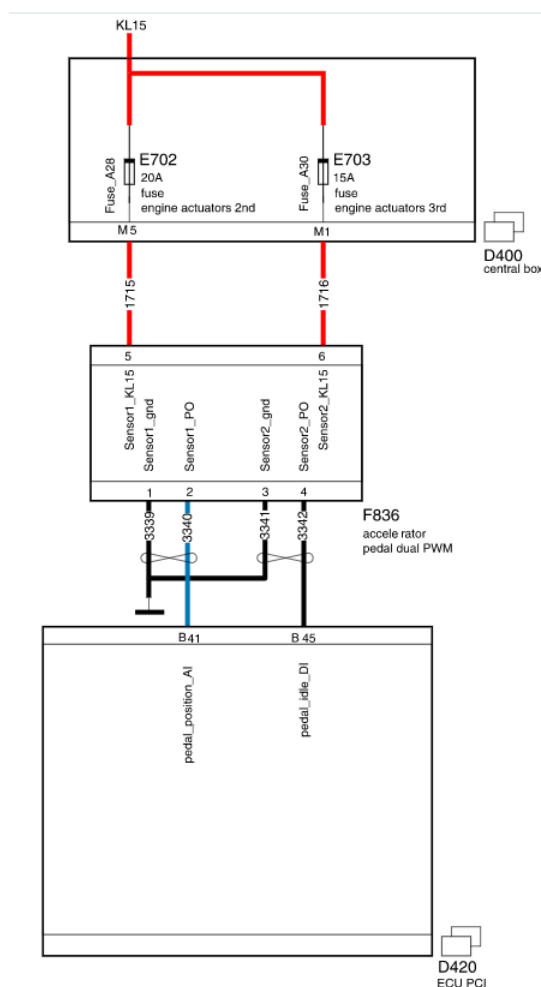 KL15
Fuse_A28
E702
20A
fuse
engine actuators 2nd
Fuse_A30
E703
15A
fuse
engine actuators 3rd
M 5
M1
D400
central box
1715
1716
5
6
Sensor1_KL15
Sensor1_gnd
Sensor1_PO
Sensor2_gnd
Sensor2_PO
Sensor2_KL15
1
2
3
4
F836
accele rator
pedal dual PWM
3339
3340
3341
3342
B 41
B 45
pedal_position_AI
pedal_idle_DI
D420
ECU PCI